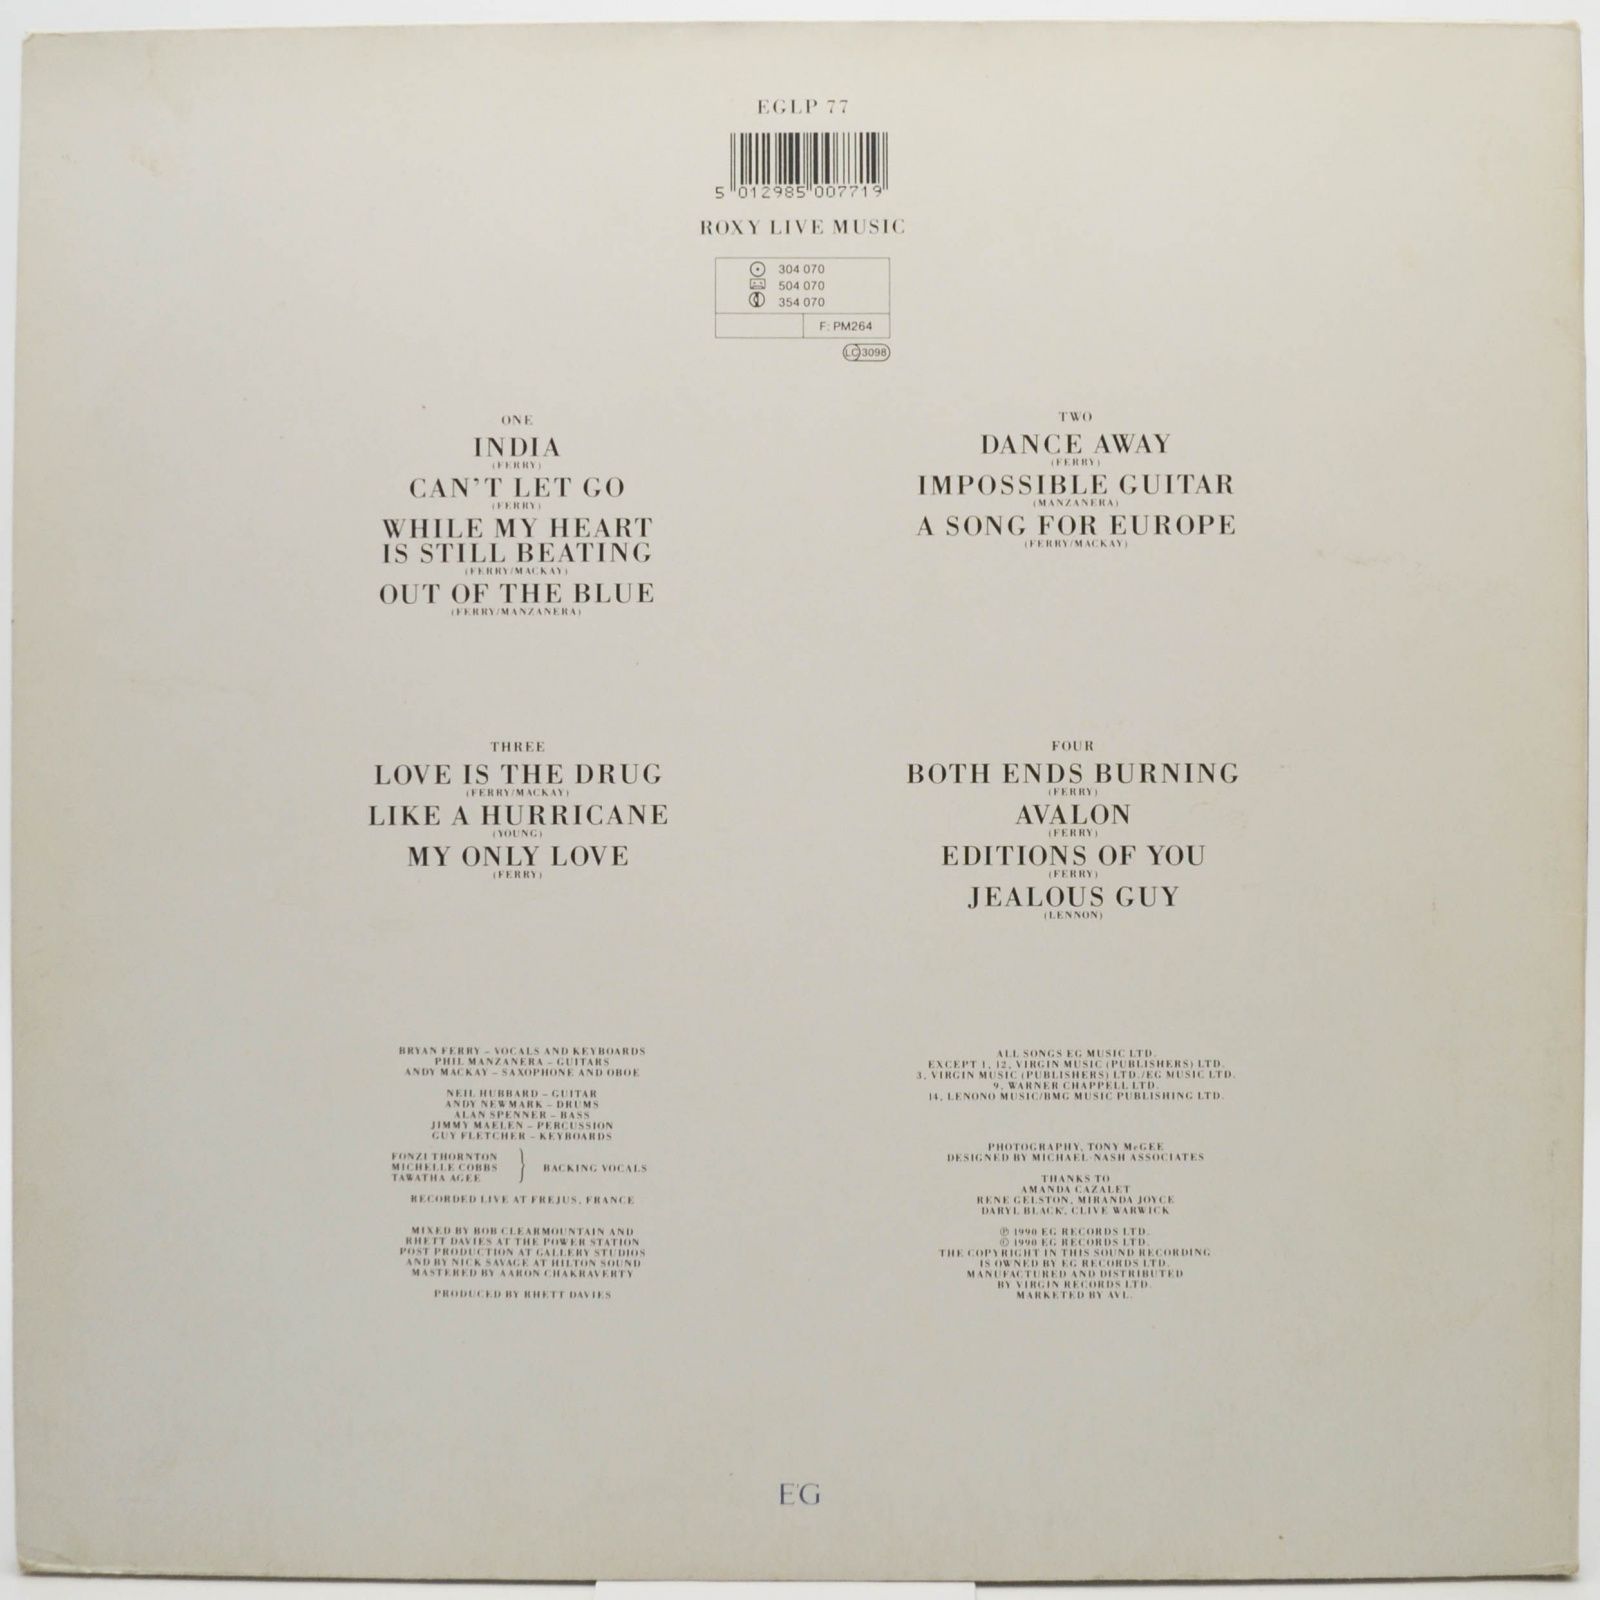 EGLP 77
5 012985 007719
ROXY LIVE MUSIC
304 070
504 070
354 070
F: PM264
LC 3098
ONE
INDIA
(FERRY)
CAN'T LET GO
(FERRY)
WHILE MY HEART
IS STILL BEATING
(FERRY/MACKAY)
OUT OF THE BLUE
(FERRY/MANZANERA)
TWO
DANCE AWAY
(FERRY)
IMPOSSIBLE GUITAR
(MANZANERA)
A SONG FOR EUROPE
(FERRY/MACKAY)
THREE
LOVE IS THE DRUG
(FERRY/MACKAY)
LIKE A HURRICANE
(YOUNG)
MY ONLY LOVE
(FERRY)
FOUR
BOTH ENDS BURNING
(FERRY)
AVALON
(FERRY)
EDITIONS OF YOU
(FERRY)
JEALOUS GUY
(LENNON)
BRYAN FERRY – VOCALS AND KEYBOARDS
PHIL MANZANERA – GUITARS
ANDY MACKAY – SAXOPHONE AND OBOE
NEIL HUBBARD – GUITAR
ANDY NEWMARK – DRUMS
ALAN SPENNER – BASS
JIMMY MAELEN – PERCUSSION
GUY FLETCHER – KEYBOARDS
FONZI THORNTON
MICHELLE COBBS } BACKING VOCALS
TAWATHA AGEE
RECORDED LIVE AT FREJUS, FRANCE
MIXED BY BOB CLEARMOUNTAIN AND
RHETT DAVIES AT THE POWER STATION
POST PRODUCTION AT GALLERY STUDIOS
AND BY NICK SAVAGE AT HILTON SOUND
MASTERED BY AARON CHAKRAVERTY
PRODUCED BY RHETT DAVIES
ALL SONGS EG MUSIC LTD.
EXCEPT 1, 12, VIRGIN MUSIC (PUBLISHERS) LTD.
3, VIRGIN MUSIC (PUBLISHERS) LTD./EG MUSIC LTD.
9, WARNER CHAPPELL LTD.
14, LENONO MUSIC/BMG MUSIC PUBLISHING LTD.
PHOTOGRAPHY, TONY McGEE
DESIGNED BY MICHAEL NASH ASSOCIATES
THANKS TO
AMANDA CAZALET
RENE GELSTON, MIRANDA JOYCE
DARYL BLACK, CLIVE WARWICK
℗ 1990 EG RECORDS LTD.
© 1990 EG RECORDS LTD.
THE COPYRIGHT IN THIS SOUND RECORDING
IS OWNED BY EG RECORDS LTD.
MANUFACTURED AND DISTRIBUTED
BY VIRGIN RECORDS LTD.
MARKETED BY AVL.
E'G